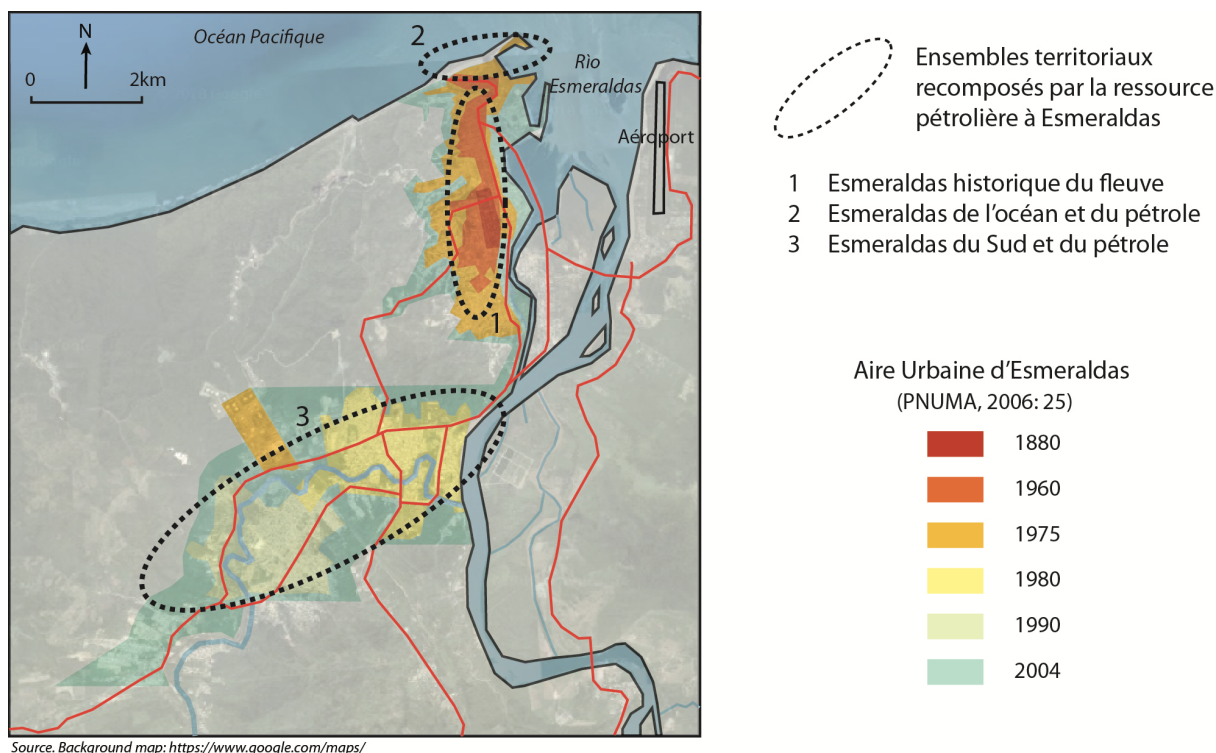 N
0 2km
Océan Pacifique
2
Rìo
Esmeraldas
Aéroport
1
3
Source. Background map: https://www.google.com/maps/
Ensembles territoriaux
recomposés par la ressource
pétrolière à Esmeraldas
1 Esmeraldas historique du fleuve
2 Esmeraldas de l'océan et du pétrole
3 Esmeraldas du Sud et du pétrole
Aire Urbaine d'Esmeraldas
(PNUMA, 2006: 25)
1880
1960
1975
1980
1990
2004